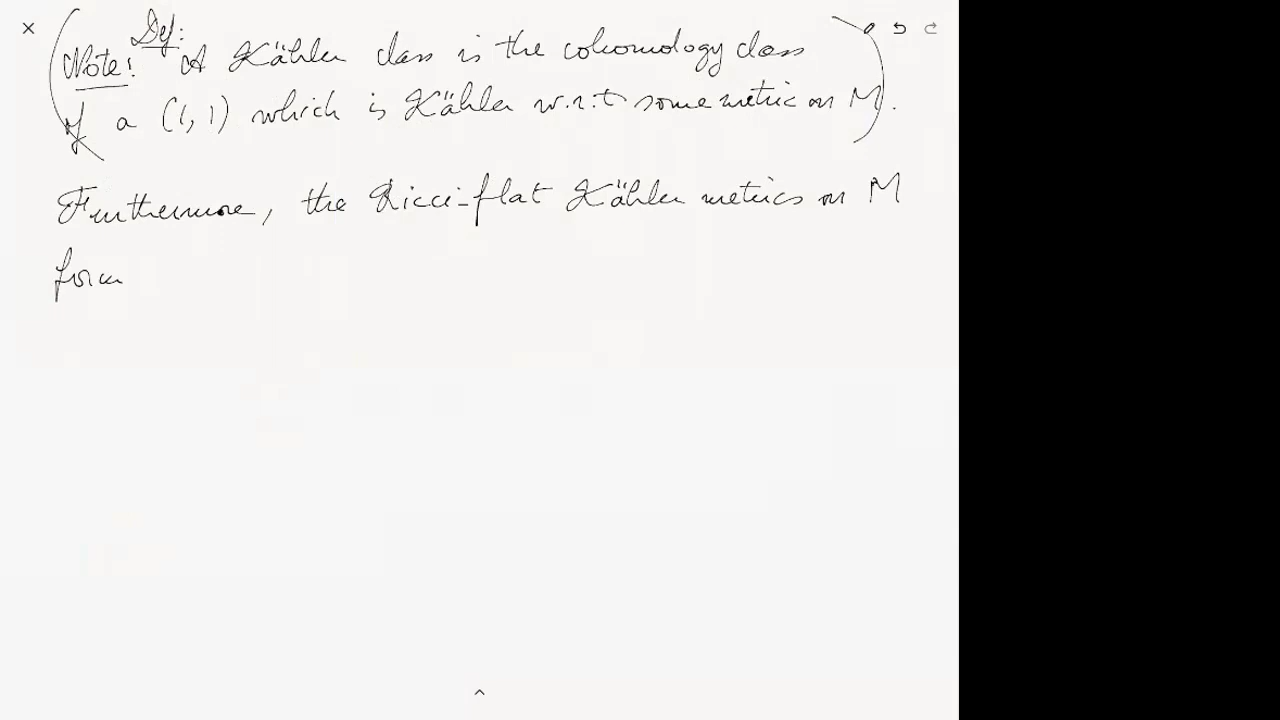 Def:
(Note! A Kähler class is the cohomology class
of a (1,1) which is Kähler w.r.t some metric on M).
Furthermore, the Ricci-flat Kähler metrics on M
form